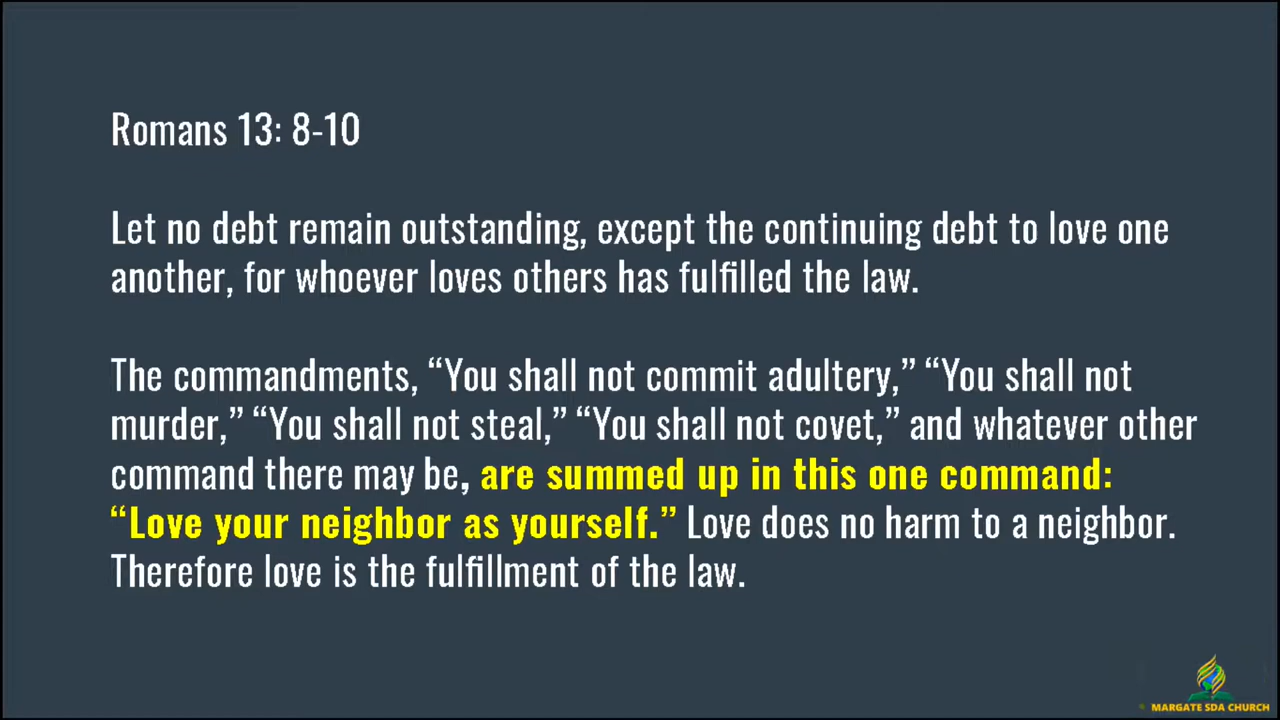 Romans 13: 8-10
Let no debt remain outstanding, except the continuing debt to love one
another, for whoever loves others has fulfilled the law.
The commandments, “You shall not commit adultery,” “You shall not
murder,” “You shall not steal,” “You shall not covet,” and whatever other
command there may be, are summed up in this one command:
“Love your neighbor as yourself.” Love does no harm to a neighbor.
Therefore love is the fulfillment of the law.
MARGATE SDA CHURCH